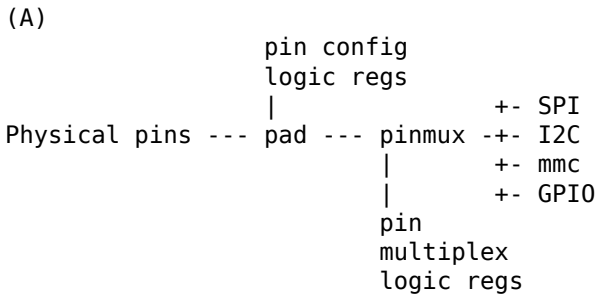 (A)
                       pin config
                       logic regs
                       |                   +- SPI
Physical pins --- pad --- pinmux -+- I2C
                                 |         +- mmc
                                 |         +- GPIO
                                 pin
                                 multiplex
                                 logic regs